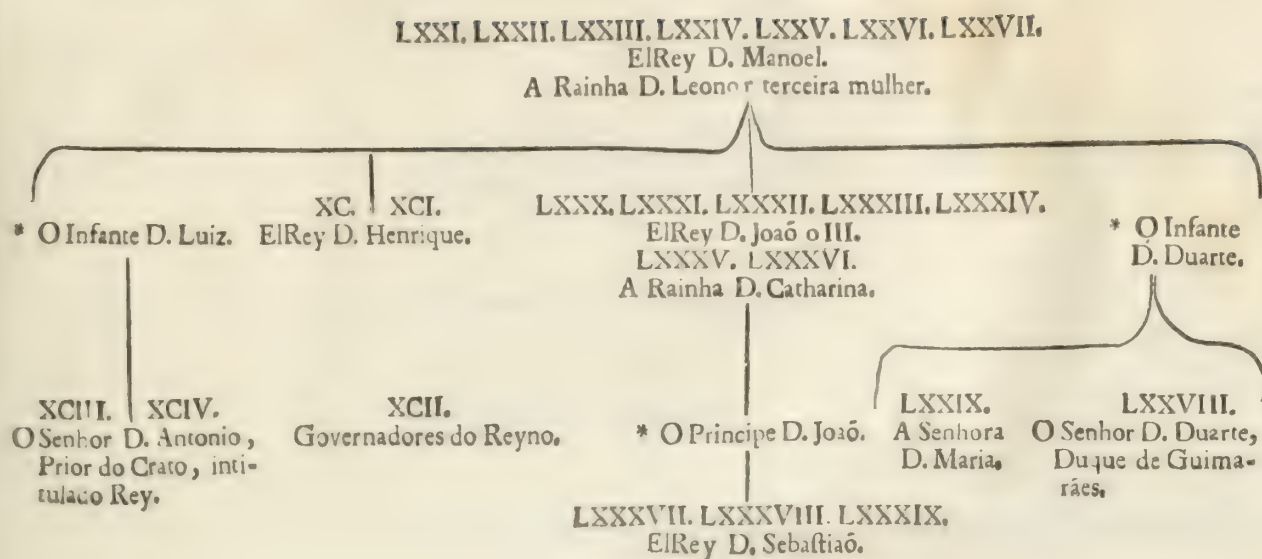 LXXI. LXXII. LXXIII. LXXIV. LXXV. LXXVI. LXXVII.
ElRey D. Manoel.
A Rainha D. Leonor terceira mulher.
* O Infante D. Luiz.
XC. XCI.
ElRey D. Henrique.
LXXX. LXXXI. LXXXII. LXXXIII. LXXXIV.
ElRey D. Joaõ o III.
LXXXV. LXXXVI.
A Rainha D. Catharina.
* O Infante
D. Duarte.
XCIII. XCIV.
O Senhor D. Antonio,
Prior do Crato, inti-
tulado Rey.
XCII.
Governadores do Reyno.
* O Principe D. Joaõ.
LXXIX.
A Senhora
D. Maria.
LXXVIII.
O Senhor D. Duarte,
Duque de Guima-
ráes.
LXXXVII. LXXXVIII. LXXXIX.
ElRey D. Sebaſtiaõ.